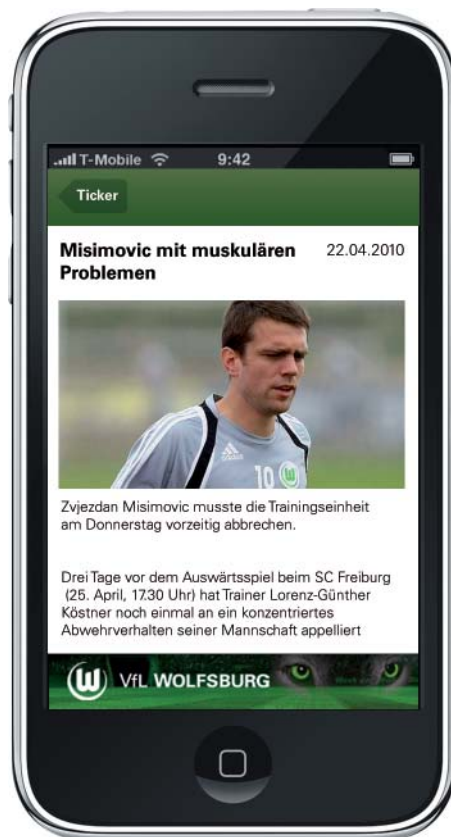 T-Mobile 9:42
Ticker
Misimovic mit muskulären 22.04.2010
Problemen
adidas
10
Zvjezdan Misimovic musste die Trainingseinheit
am Donnerstag vorzeitig abbrechen.
Drei Tage vor dem Auswärtsspiel beim SC Freiburg
(25. April, 17.30 Uhr) hat Trainer Lorenz-Günther
Köstner noch einmal an ein konzentriertes
Abwehrverhalten seiner Mannschaft appelliert
W VfL WOLFSBURG